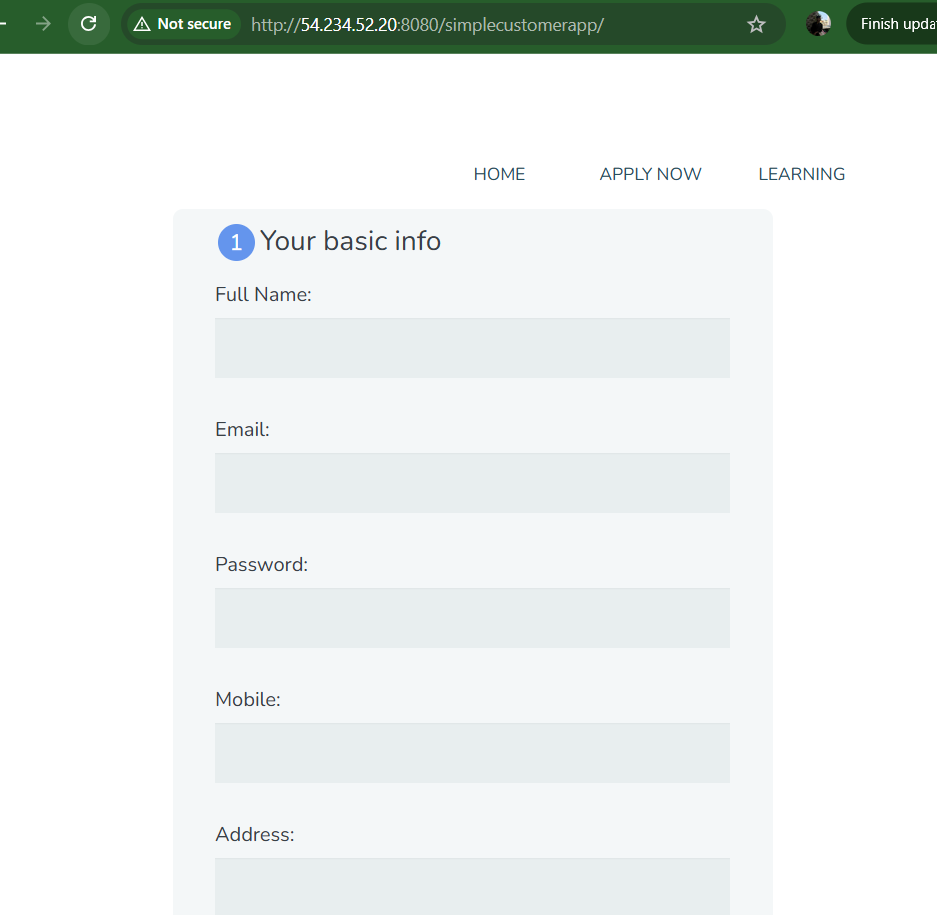 Not secure http://54.234.52.20:8080/simplecustomerapp/ Finish upda
HOME APPLY NOW LEARNING
1 Your basic info
Full Name:
Email:
Password:
Mobile:
Address: